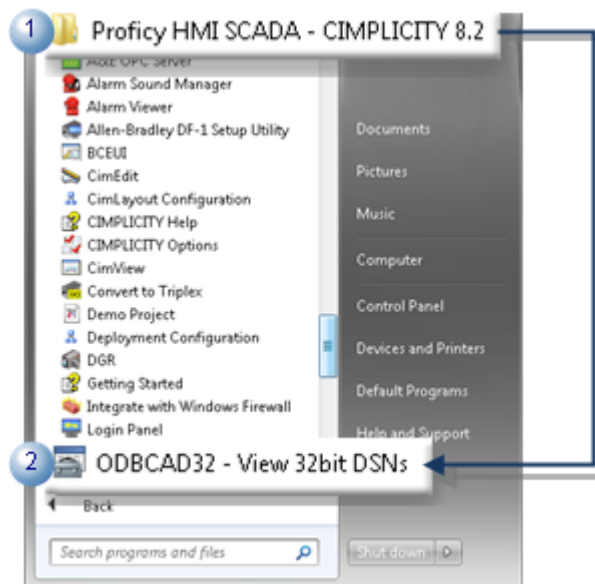 1
Proficy HMI SCADA - CIMPLICITY 8.2
A&E OPC Server
Alarm Sound Manager
Alarm Viewer
Allen-Bradley DF-1 Setup Utility
BCEUI
CimEdit
CimLayout Configuration
CIMPLICITY Help
CIMPLICITY Options
CimView
Convert to Triplex
Demo Project
Deployment Configuration
DGR
Getting Started
Integrate with Windows Firewall
Login Panel
2
ODBCAD32 - View 32bit DSNs
Back
Search programs and files
Documents
Pictures
Music
Computer
Control Panel
Devices and Printers
Default Programs
Help and Support
Shut down